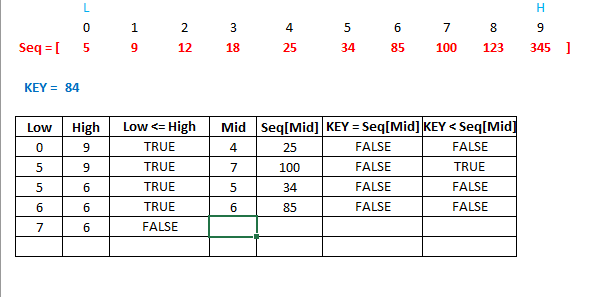 L H
0 1 2 3 4 5 6 7 8 9
Seq = [ 5 9 12 18 25 34 85 100 123 345 ]
KEY = 84
Low High Low <= High Mid Seq[Mid] KEY = Seq[Mid] KEY < Seq[Mid]
0 9 TRUE 4 25 FALSE FALSE
5 9 TRUE 7 100 FALSE TRUE
5 6 TRUE 5 34 FALSE FALSE
6 6 TRUE 6 85 FALSE FALSE
7 6 FALSE